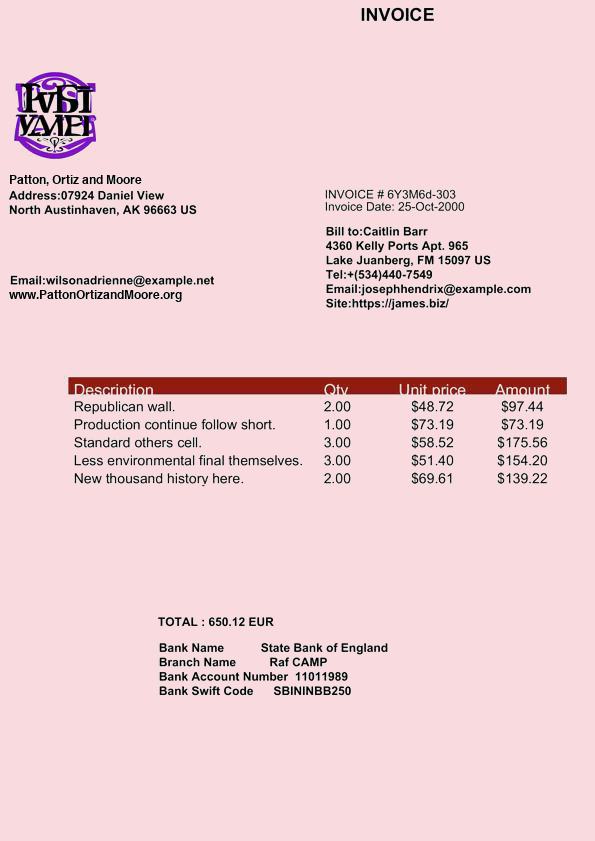 INVOICE
Patton, Ortiz and Moore
Address:07924 Daniel View
North Austinhaven, AK 96663 US
INVOICE # 6Y3M6d-303
Invoice Date: 25-Oct-2000
Bill to:Caitlin Barr
4360 Kelly Ports Apt. 965
Lake Juanberg, FM 15097 US
Tel:+(534)440-7549
Email:josephhendrix@example.com
Site:https://james.biz/
Email:wilsonadrienne@example.net
www.PattonOrtizandMoore.org
Description Qty Unit price Amount
Republican wall. 2.00 $48.72 $97.44
Production continue follow short. 1.00 $73.19 $73.19
Standard others cell. 3.00 $58.52 $175.56
Less environmental final themselves. 3.00 $51.40 $154.20
New thousand history here. 2.00 $69.61 $139.22
TOTAL : 650.12 EUR
Bank Name State Bank of England
Branch Name Raf CAMP
Bank Account Number 11011989
Bank Swift Code SBININBB250